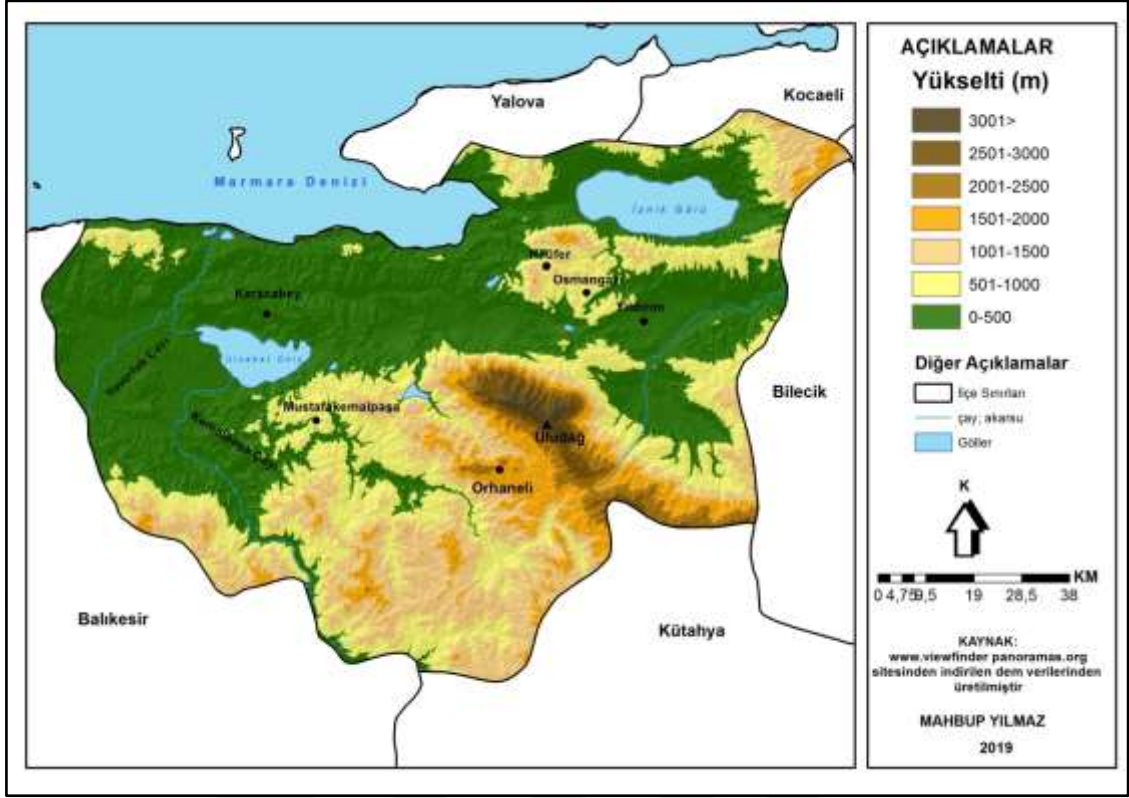 Kocaeli
Yalova
Marmara Denizi
İznik Gölü
Nilüfer
Osmangazi
Yıldırım
Karacabey
Uluabat Gölü
Bilecik
Mustafakemalpaşa
Uludağ
Orhaneli
Balıkesir
Kütahya
AÇIKLAMALAR
Yükselti (m)
3001>
2501-3000
2001-2500
1501-2000
1001-1500
501-1000
0-500
Diğer Açıklamalar
İlçe Sınırları
çay, akarsu
Göller
K
KM
0 4,75 9,5 19 28,5 38
KAYNAK:
www.viewfinder panoramas.org
sitesinden indirilen dem verilerinden
üretilmiştir
MAHBUP YILMAZ
2019